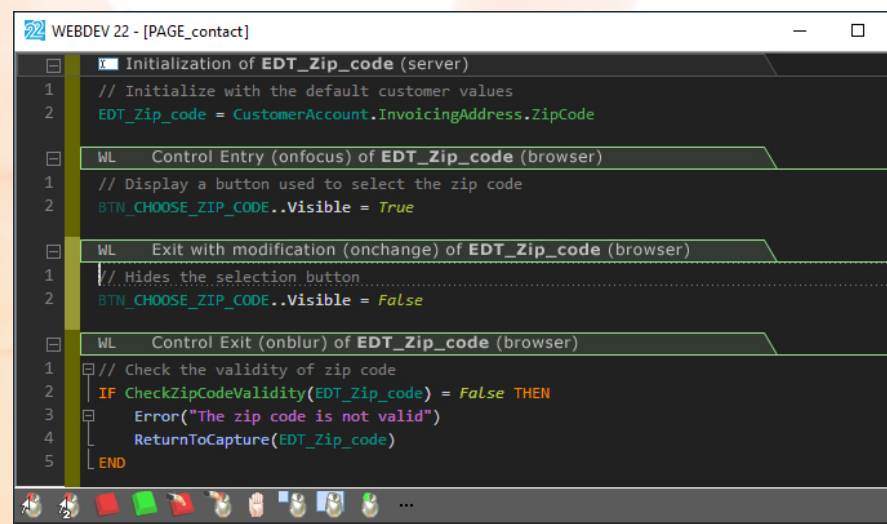 22 WEBDEV 22 - [PAGE_contact]
Initialization of EDT_Zip_code (server)
1 // Initialize with the default customer values
2 EDT_Zip_code = CustomerAccount.InvoicingAddress.ZipCode
WL Control Entry (onfocus) of EDT_Zip_code (browser)
1 // Display a button used to select the zip code
2 BTN_CHOOSE_ZIP_CODE..Visible = True
WL Exit with modification (onchange) of EDT_Zip_code (browser)
1 // Hides the selection button
2 BTN_CHOOSE_ZIP_CODE..Visible = False
WL Control Exit (onblur) of EDT_Zip_code (browser)
1 // Check the validity of zip code
2 IF CheckZipCodeValidity(EDT_Zip_code) = False THEN
3 Error("The zip code is not valid")
4 ReturnToCapture(EDT_Zip_code)
5 END
1 2 ...